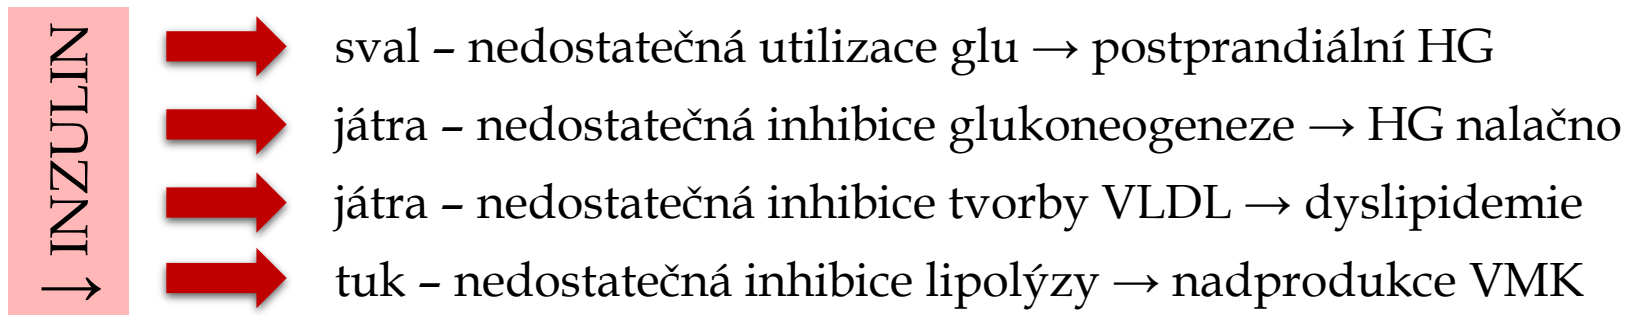 ↓ INZULIN
sval – nedostatečná utilizace glu → postprandiální HG
játra – nedostatečná inhibice glukoneogeneze → HG nalačno
játra – nedostatečná inhibice tvorby VLDL → dyslipidemie
tuk – nedostatečná inhibice lipolýzy → nadprodukce VMK